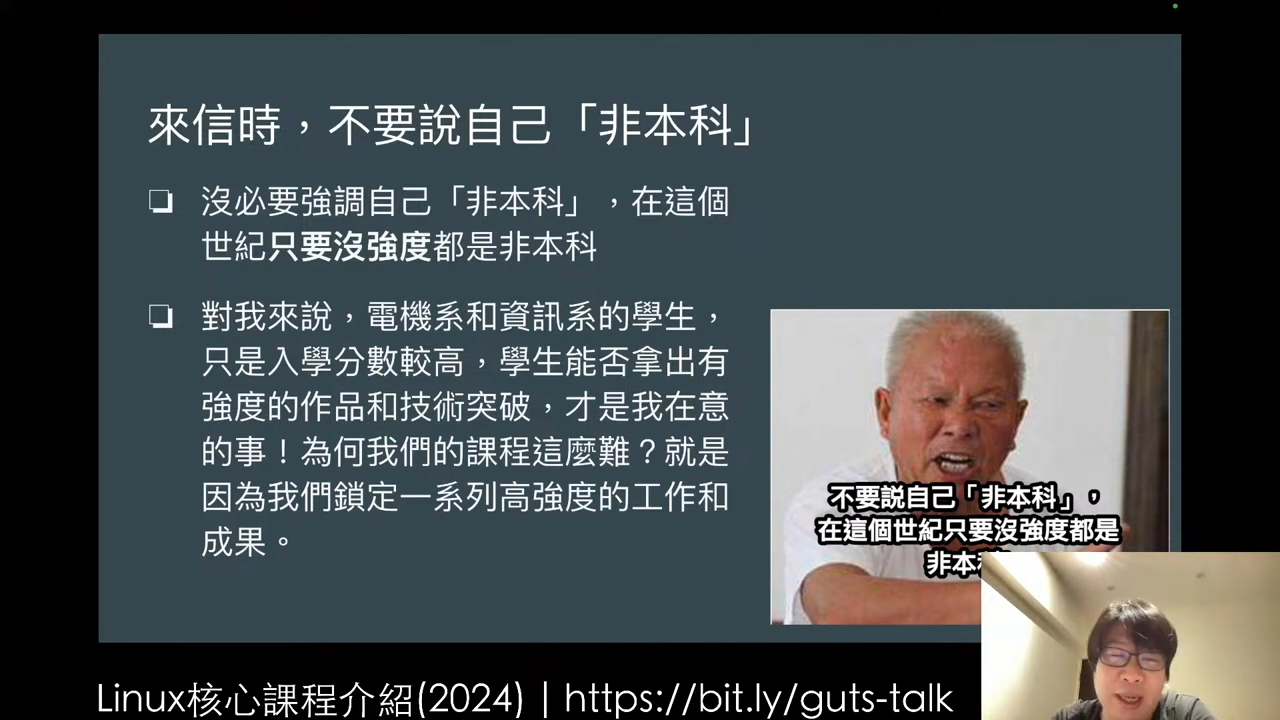 來信時，不要說自己「非本科」
❏ 沒必要強調自己「非本科」，在這個
世紀只要沒強度都是非本科
❏ 對我來說，電機系和資訊系的學生，
只是入學分數較高，學生能否拿出有
強度的作品和技術突破，才是我在意
的事！為何我們的課程這麼難？就是
因為我們鎖定一系列高強度的工作和
成果。
不要說自己「非本科」，
在這個世紀只要沒強度都是
非本
Linux核心課程介紹(2024) | https://bit.ly/guts-talk